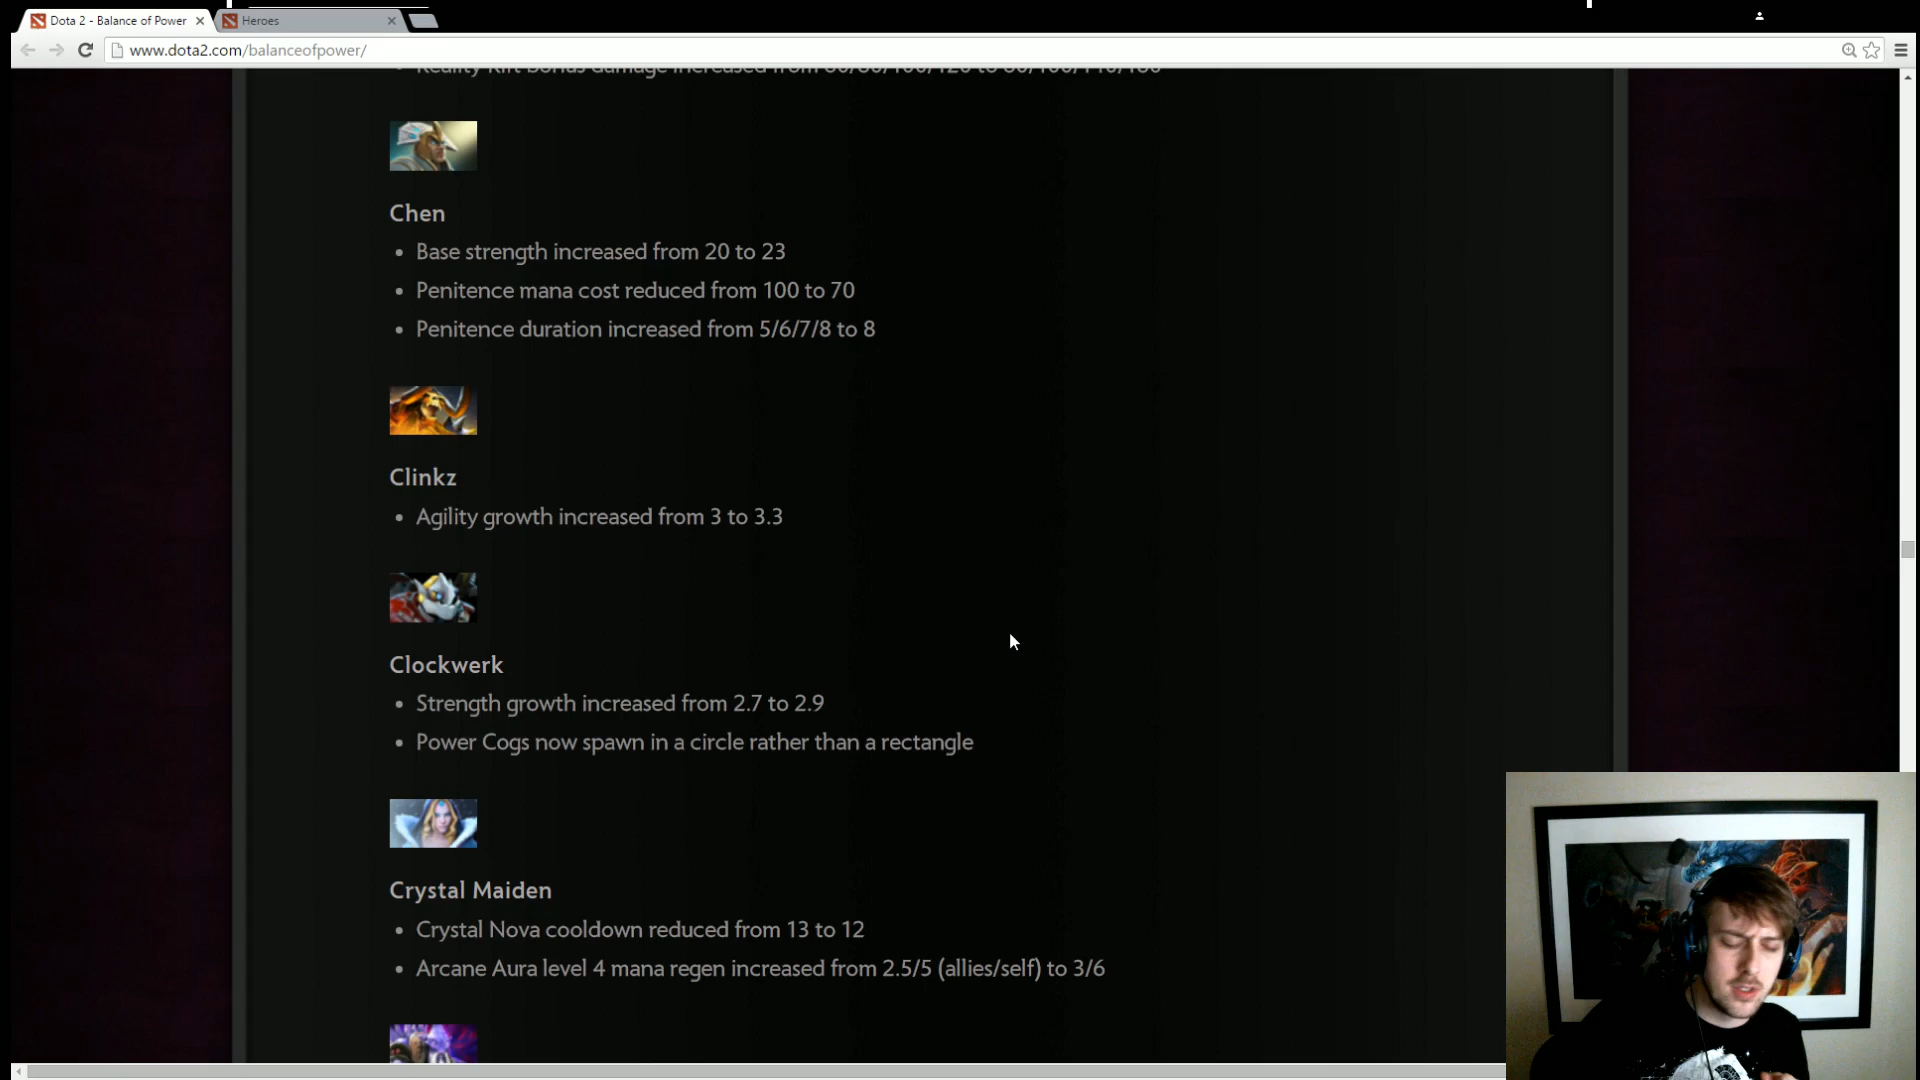 Dota 2 - Balance of Power
Heroes
www.dota2.com/balanceofpower/
Chen
• Base strength increased from 20 to 23
• Penitence mana cost reduced from 100 to 70
• Penitence duration increased from 5/6/7/8 to 8
Clinkz
• Agility growth increased from 3 to 3.3
Clockwerk
• Strength growth increased from 2.7 to 2.9
• Power Cogs now spawn in a circle rather than a rectangle
Crystal Maiden
• Crystal Nova cooldown reduced from 13 to 12
• Arcane Aura level 4 mana regen increased from 2.5/5 (allies/self) to 3/6